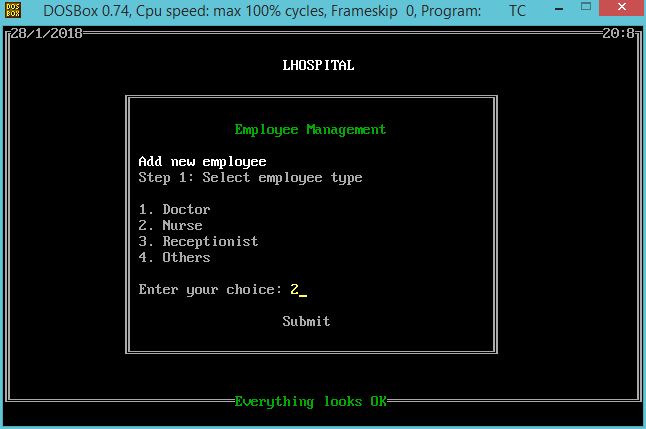 DOS BOX DOSBox 0.74, Cpu speed: max 100% cycles, Frameskip 0, Program: TC
28/1/2018 20:8
LHOSPITAL
Employee Management
Add new employee
Step 1: Select employee type
1. Doctor
2. Nurse
3. Receptionist
4. Others
Enter your choice: 2_
Submit
Everything looks OK